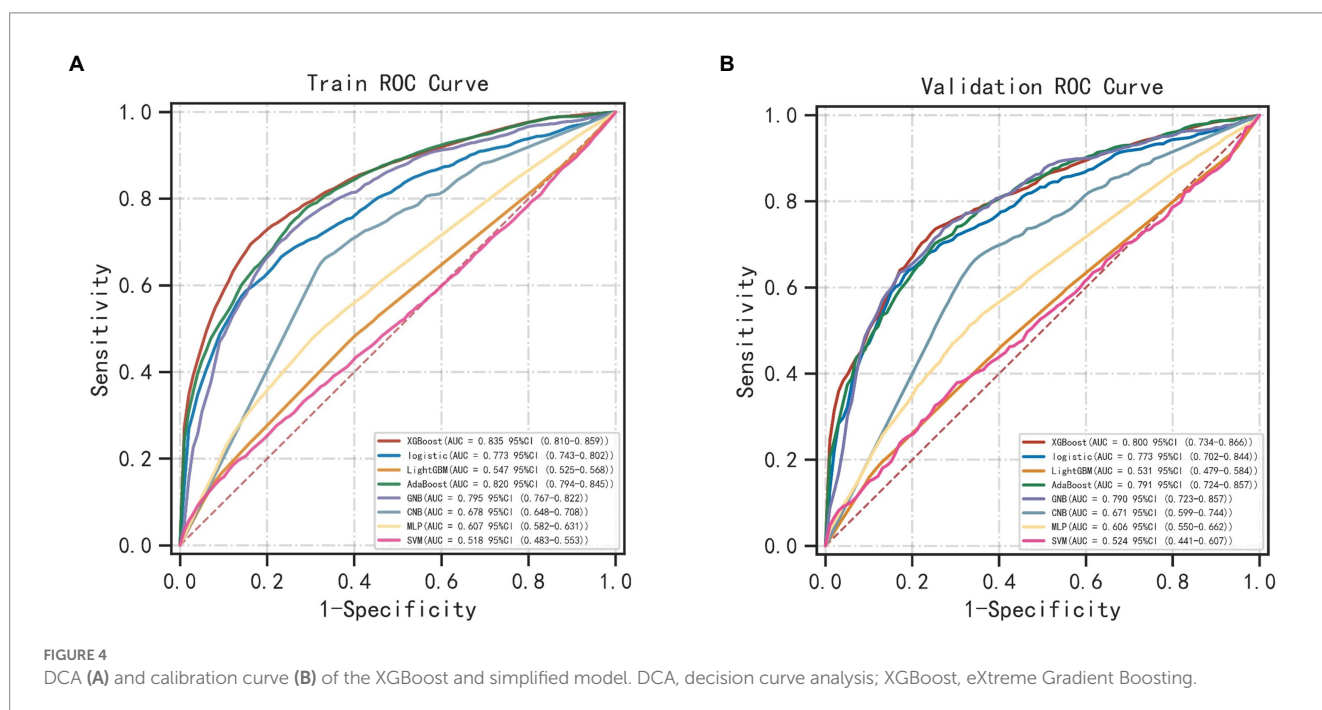 A
Train ROC Curve
1.0
0.8
0.6
0.4
0.2
0.0
Sensitivity
XGBoost(AUC = 0.835 95%CI (0.810-0.859))
logistic(AUC = 0.773 95%CI (0.743-0.802))
LightGBM(AUC = 0.547 95%CI (0.525-0.568))
AdaBoost(AUC = 0.820 95%CI (0.794-0.845))
GNB(AUC = 0.795 95%CI (0.767-0.822))
CNB(AUC = 0.678 95%CI (0.648-0.708))
MLP(AUC = 0.607 95%CI (0.582-0.631))
SVM(AUC = 0.518 95%CI (0.483-0.553))
0.0 0.2 0.4 0.6 0.8 1.0
1-Specificity
B
Validation ROC Curve
1.0
0.8
0.6
0.4
0.2
0.0
Sensitivity
XGBoost(AUC = 0.800 95%CI (0.734-0.866))
logistic(AUC = 0.773 95%CI (0.702-0.844))
LightGBM(AUC = 0.531 95%CI (0.479-0.584))
AdaBoost(AUC = 0.791 95%CI (0.724-0.857))
GNB(AUC = 0.790 95%CI (0.723-0.857))
CNB(AUC = 0.671 95%CI (0.599-0.744))
MLP(AUC = 0.606 95%CI (0.550-0.662))
SVM(AUC = 0.524 95%CI (0.441-0.607))
0.0 0.2 0.4 0.6 0.8 1.0
1-Specificity
FIGURE 4
DCA (A) and calibration curve (B) of the XGBoost and simplified model. DCA, decision curve analysis; XGBoost, eXtreme Gradient Boosting.